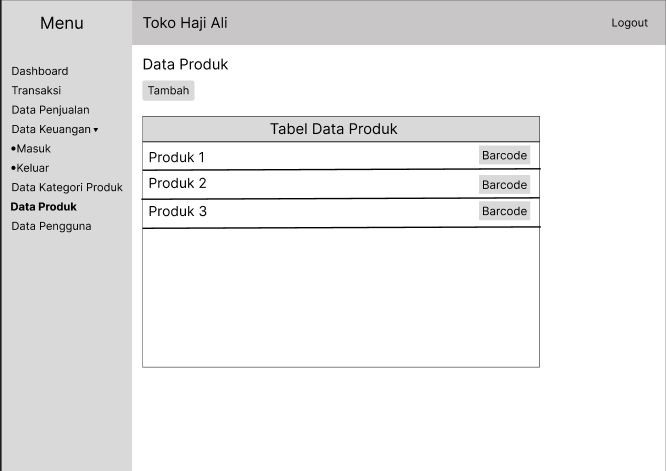 Menu
Toko Haji Ali
Logout
Dashboard
Transaksi
Data Penjualan
Data Keuangan ▾
•Masuk
•Keluar
Data Kategori Produk
Data Produk
Data Pengguna
Data Produk
Tambah
Tabel Data Produk
Produk 1 Barcode
Produk 2 Barcode
Produk 3 Barcode